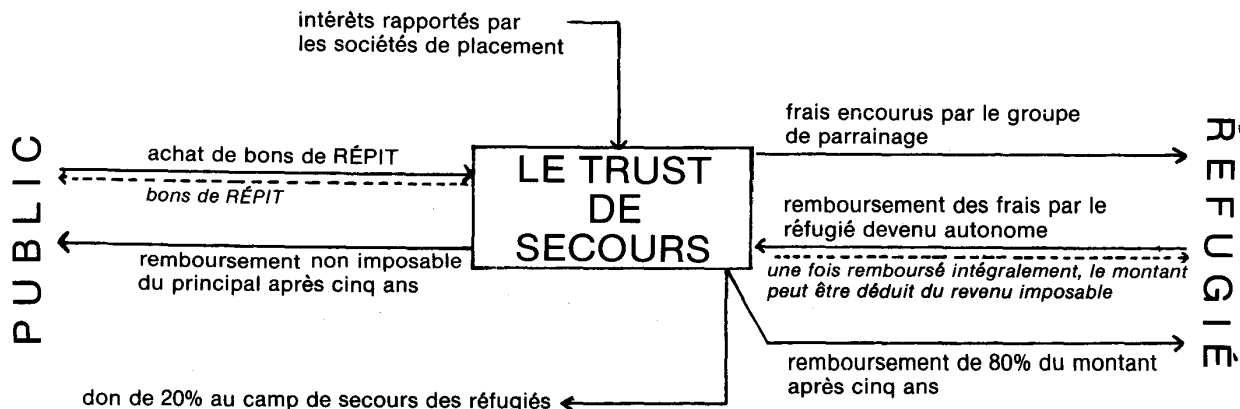 intérèts rapportés par
les sociétés de placement
PUBLIC
achat de bons de RÉPIT
bons de RÉPIT
remboursement non imposable
du principal après cinq ans
LE TRUST
DE
SECOURS
frais encourus par le groupe
de parrainage
remboursement des frais par le
réfugié devenu autonome
une fois remboursé intégralement, le montant
peut être déduit du revenu imposable
remboursement de 80% du montant
après cinq ans
RÉFUGIÉ
don de 20% au camp de secours des réfugiés